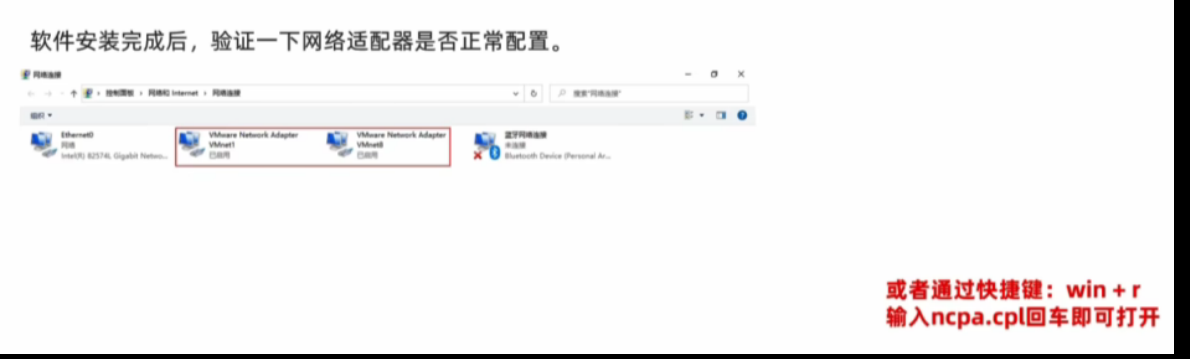 软件安装完成后，验证一下网络适配器是否正常配置。
网络连接
控制面板 › 网络和 Internet › 网络连接
搜索"网络连接"
组织
Ethernet0
网络
Intel(R) 82574L Gigabit Netwo...
VMware Network Adapter
VMnet1
已启用
VMware Network Adapter
VMnet8
已启用
蓝牙网络连接
未连接
Bluetooth Device (Personal Ar...
或者通过快捷键：win + r
输入ncpa.cpl回车即可打开